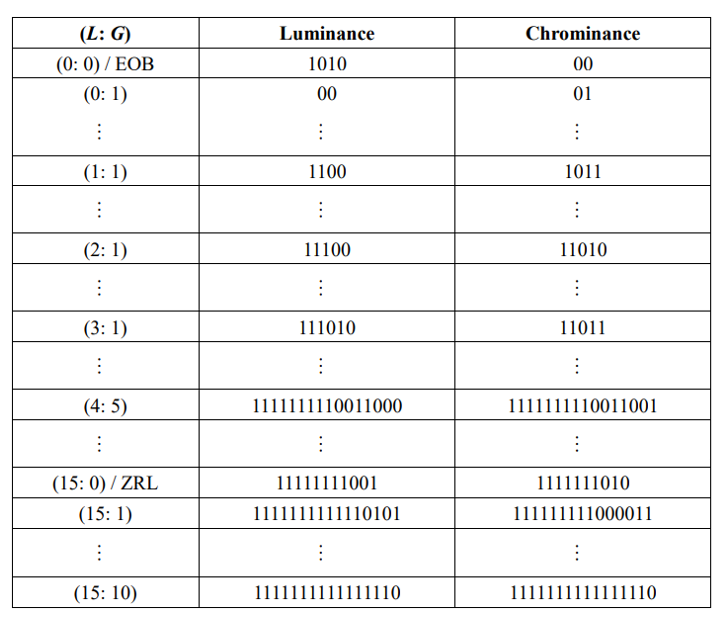 (L: G) Luminance Chrominance
(0: 0) / EOB 1010 00
(0: 1) 00 01
⋮ ⋮ ⋮
(1: 1) 1100 1011
⋮ ⋮ ⋮
(2: 1) 11100 11010
⋮ ⋮ ⋮
(3: 1) 111010 11011
⋮ ⋮ ⋮
(4: 5) 1111111110011000 1111111110011001
⋮ ⋮ ⋮
(15: 0) / ZRL 11111111001 1111111010
(15: 1) 1111111111110101 111111111000011
⋮ ⋮ ⋮
(15: 10) 1111111111111110 1111111111111110